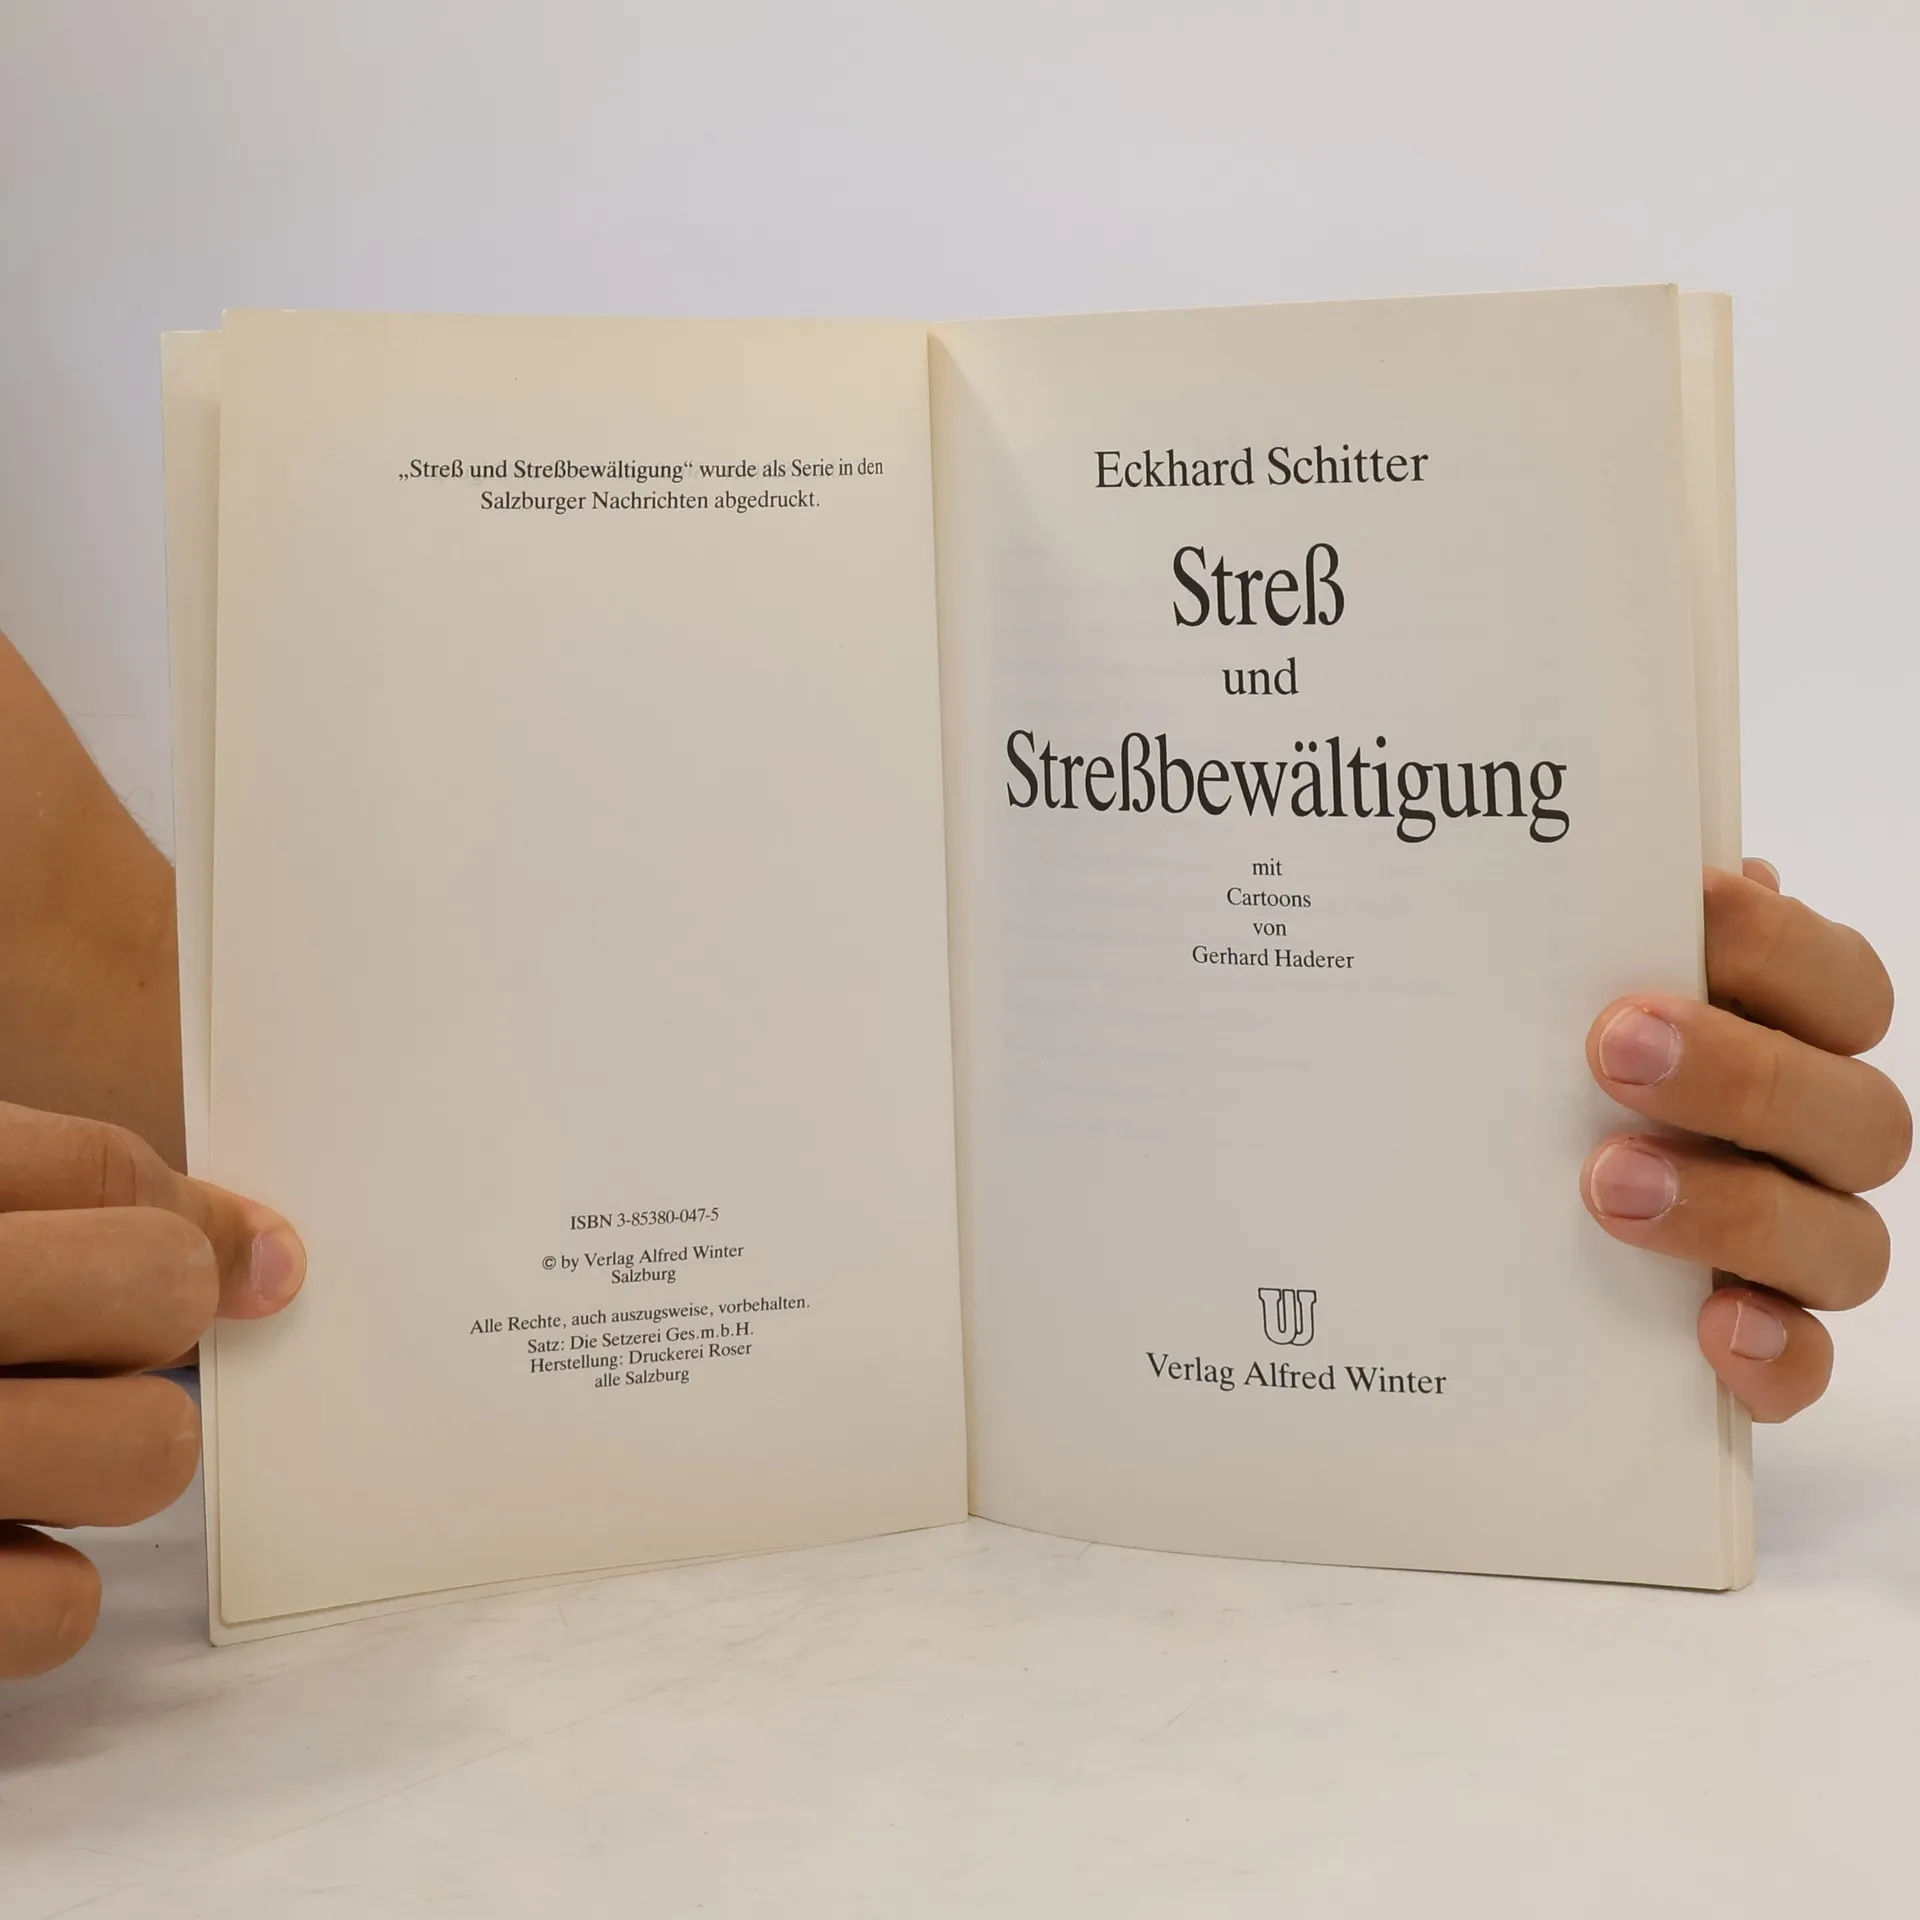 „Streß und Streßbewältigung“ wurde als Serie in den
Salzburger Nachrichten abgedruckt.
ISBN 3-85380-047-5
© by Verlag Alfred Winter
Salzburg
Alle Rechte, auch auszugsweise, vorbehalten.
Satz: Die Setzerei Ges.m.b.H.
Herstellung: Druckerei Roser
alle Salzburg
Eckhard Schitter
Streß
und
Streßbewältigung
mit
Cartoons
von
Gerhard Haderer
Verlag Alfred Winter